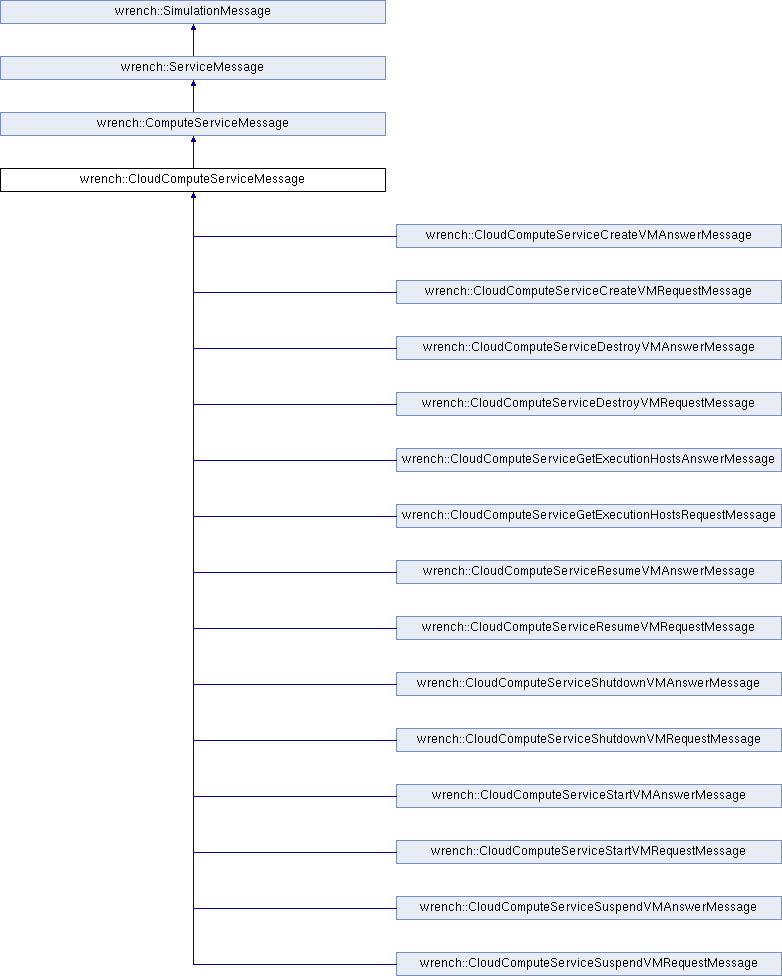 wrench::SimulationMessage
wrench::ServiceMessage
wrench::ComputeServiceMessage
wrench::CloudComputeServiceMessage
wrench::CloudComputeServiceCreateVMAnswerMessage
wrench::CloudComputeServiceCreateVMRequestMessage
wrench::CloudComputeServiceDestroyVMAnswerMessage
wrench::CloudComputeServiceDestroyVMRequestMessage
wrench::CloudComputeServiceGetExecutionHostsAnswerMessage
wrench::CloudComputeServiceGetExecutionHostsRequestMessage
wrench::CloudComputeServiceResumeVMAnswerMessage
wrench::CloudComputeServiceResumeVMRequestMessage
wrench::CloudComputeServiceShutdownVMAnswerMessage
wrench::CloudComputeServiceShutdownVMRequestMessage
wrench::CloudComputeServiceStartVMAnswerMessage
wrench::CloudComputeServiceStartVMRequestMessage
wrench::CloudComputeServiceSuspendVMAnswerMessage
wrench::CloudComputeServiceSuspendVMRequestMessage